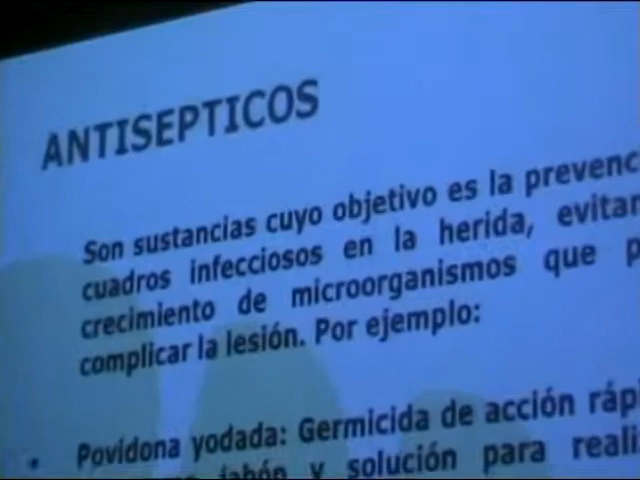 ANTISEPTICOS
Son sustancias cuyo objetivo es la prevenc
cuadros infecciosos en la herida, evitar
crecimiento de microorganismos que p
complicar la lesión. Por ejemplo:
• Povidona yodada: Germicida de acción ráp
jabón y solución para reali